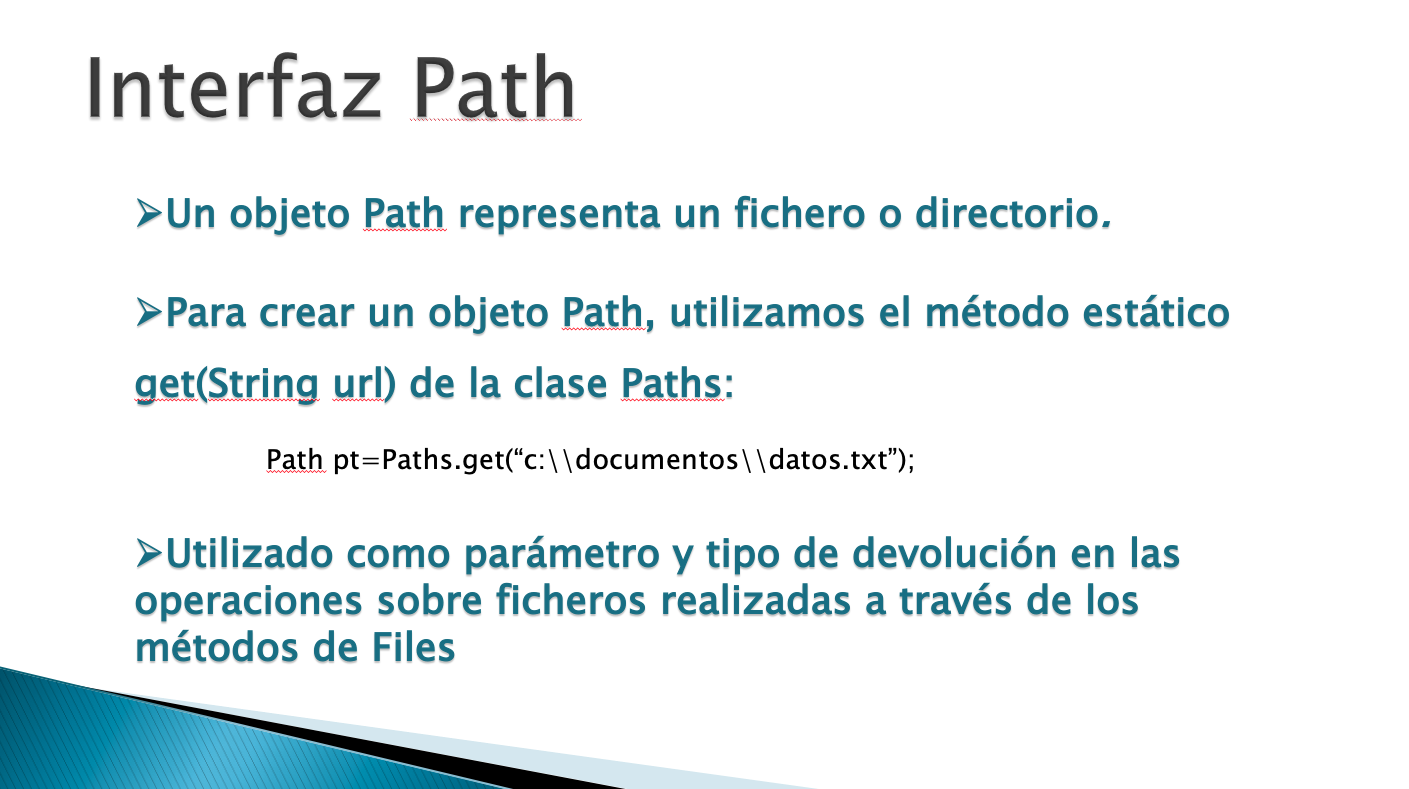 Interfaz Path
➢Un objeto Path representa un fichero o directorio.
➢Para crear un objeto Path, utilizamos el método estático
get(String url) de la clase Paths:
Path pt=Paths.get(“c:\\documentos\\datos.txt”);
➢Utilizado como parámetro y tipo de devolución en las
operaciones sobre ficheros realizadas a través de los
métodos de Files